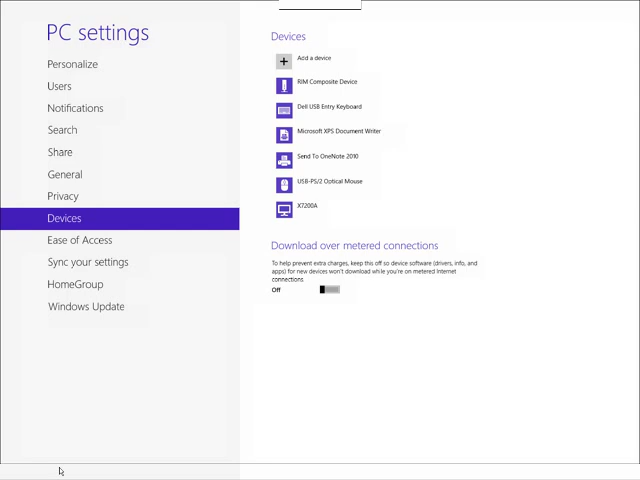 PC settings
Personalize
Users
Notifications
Search
Share
General
Privacy
Devices
Ease of Access
Sync your settings
HomeGroup
Windows Update
Devices
Add a device
RIM Composite Device
Dell USB Entry Keyboard
Microsoft XPS Document Writer
Send To OneNote 2010
USB-PS/2 Optical Mouse
X7200A
Download over metered connections
To help prevent extra charges, keep this off so device software (drivers, info, and
apps) for new devices won't download while you're on metered Internet
connections.
Off